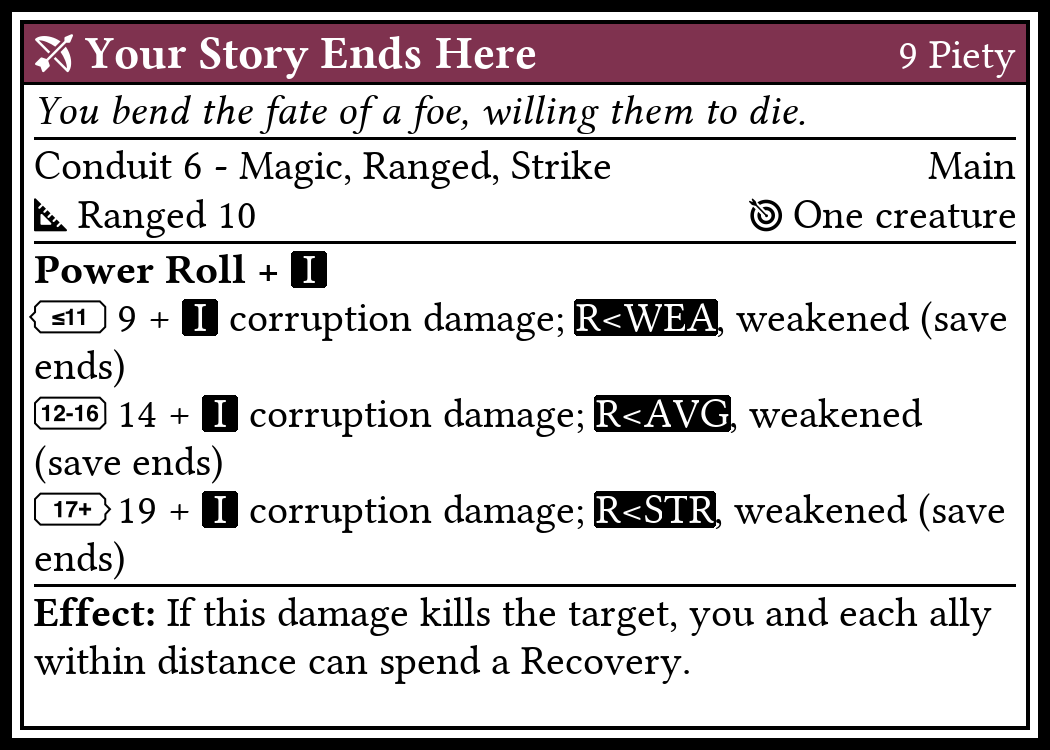 Your Story Ends Here 9 Piety
You bend the fate of a foe, willing them to die.
Conduit 6 - Magic, Ranged, Strike Main
Ranged 10 One creature
Power Roll + I
≤11 9 + I corruption damage; R<WEA, weakened (save
ends)
12-16 14 + I corruption damage; R<AVG, weakened
(save ends)
17+ 19 + I corruption damage; R<STR, weakened (save
ends)
Effect: If this damage kills the target, you and each ally
within distance can spend a Recovery.